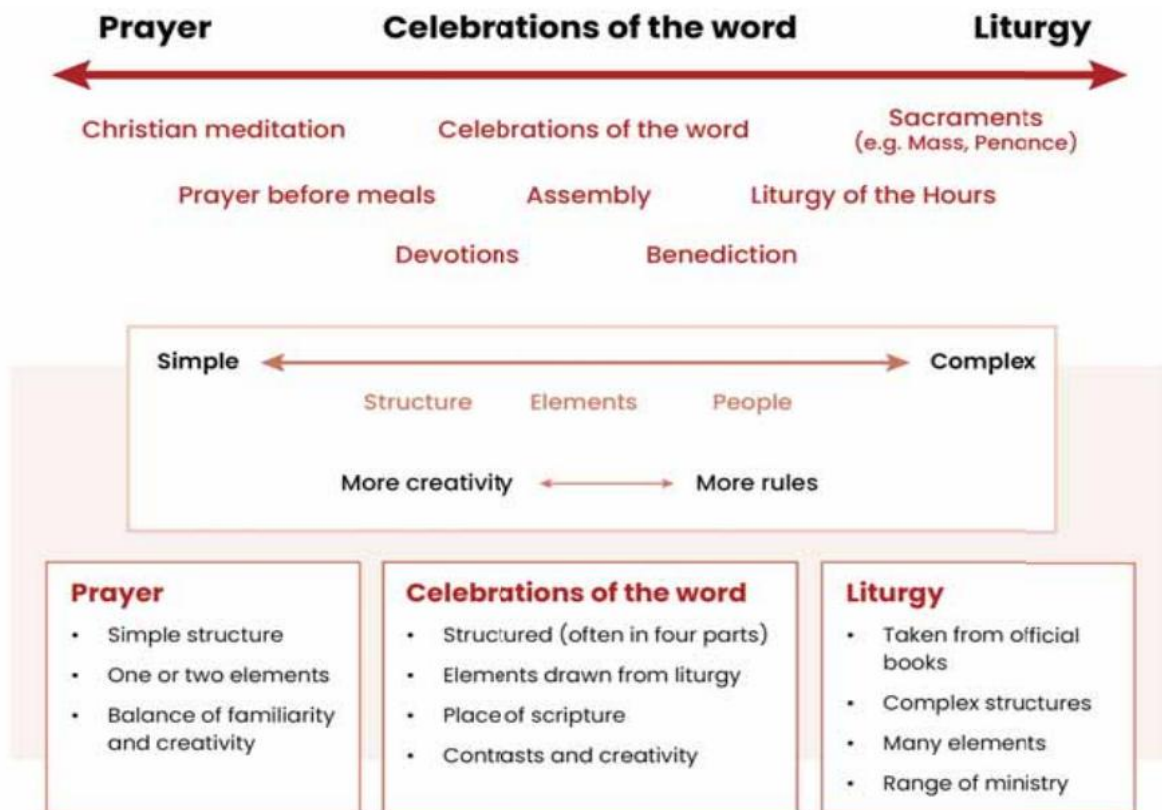 Prayer Celebrations of the word Liturgy
Christian meditation Celebrations of the word Sacraments
(e.g. Mass, Penance)
Prayer before meals Assembly Liturgy of the Hours
Devotions Benediction
Simple Complex
Structure Elements People
More creativity More rules
Prayer
• Simple structure
• One or two elements
• Balance of familiarity
and creativity
Celebrations of the word
• Structured (often in four parts)
• Elements drawn from liturgy
• Place of scripture
• Contrasts and creativity
Liturgy
• Taken from official
books
• Complex structures
• Many elements
• Range of ministry